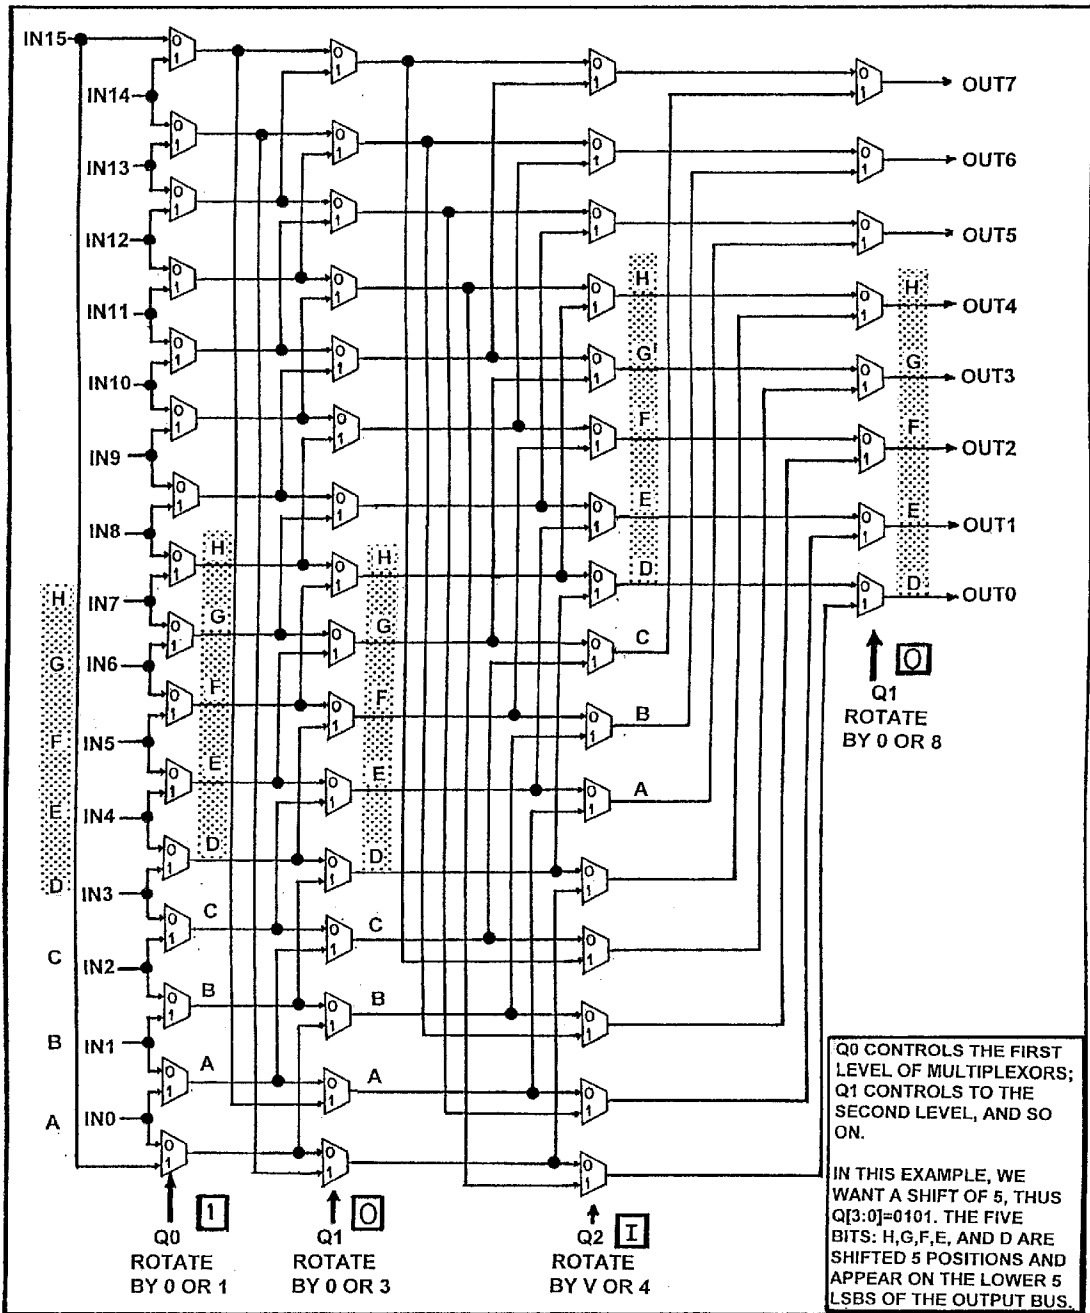 IN15
IN14
IN13
IN12
IN11
IN10
IN9
IN8
IN7
IN6
IN5
IN4
IN3
IN2
IN1
IN0
H
G
F
E
D
C
B
A
H
G
F
E
D
C
B
A
H
G
F
E
D
C
B
A
H
G
F
E
D
C
B
A
H
G
F
E
D
OUT7
OUT6
OUT5
OUT4
OUT3
OUT2
OUT1
OUT0
Q0 1
ROTATE
BY 0 OR 1
Q1 0
ROTATE
BY 0 OR 3
Q2 I
ROTATE
BY V OR 4
Q1 0
ROTATE
BY 0 OR 8
Q0 CONTROLS THE FIRST
LEVEL OF MULTIPLEXORS;
Q1 CONTROLS TO THE
SECOND LEVEL, AND SO
ON.
IN THIS EXAMPLE, WE
WANT A SHIFT OF 5, THUS
Q[3:0]=0101. THE FIVE
BITS: H,G,F,E, AND D ARE
SHIFTED 5 POSITIONS AND
APPEAR ON THE LOWER 5
LSBS OF THE OUTPUT BUS.